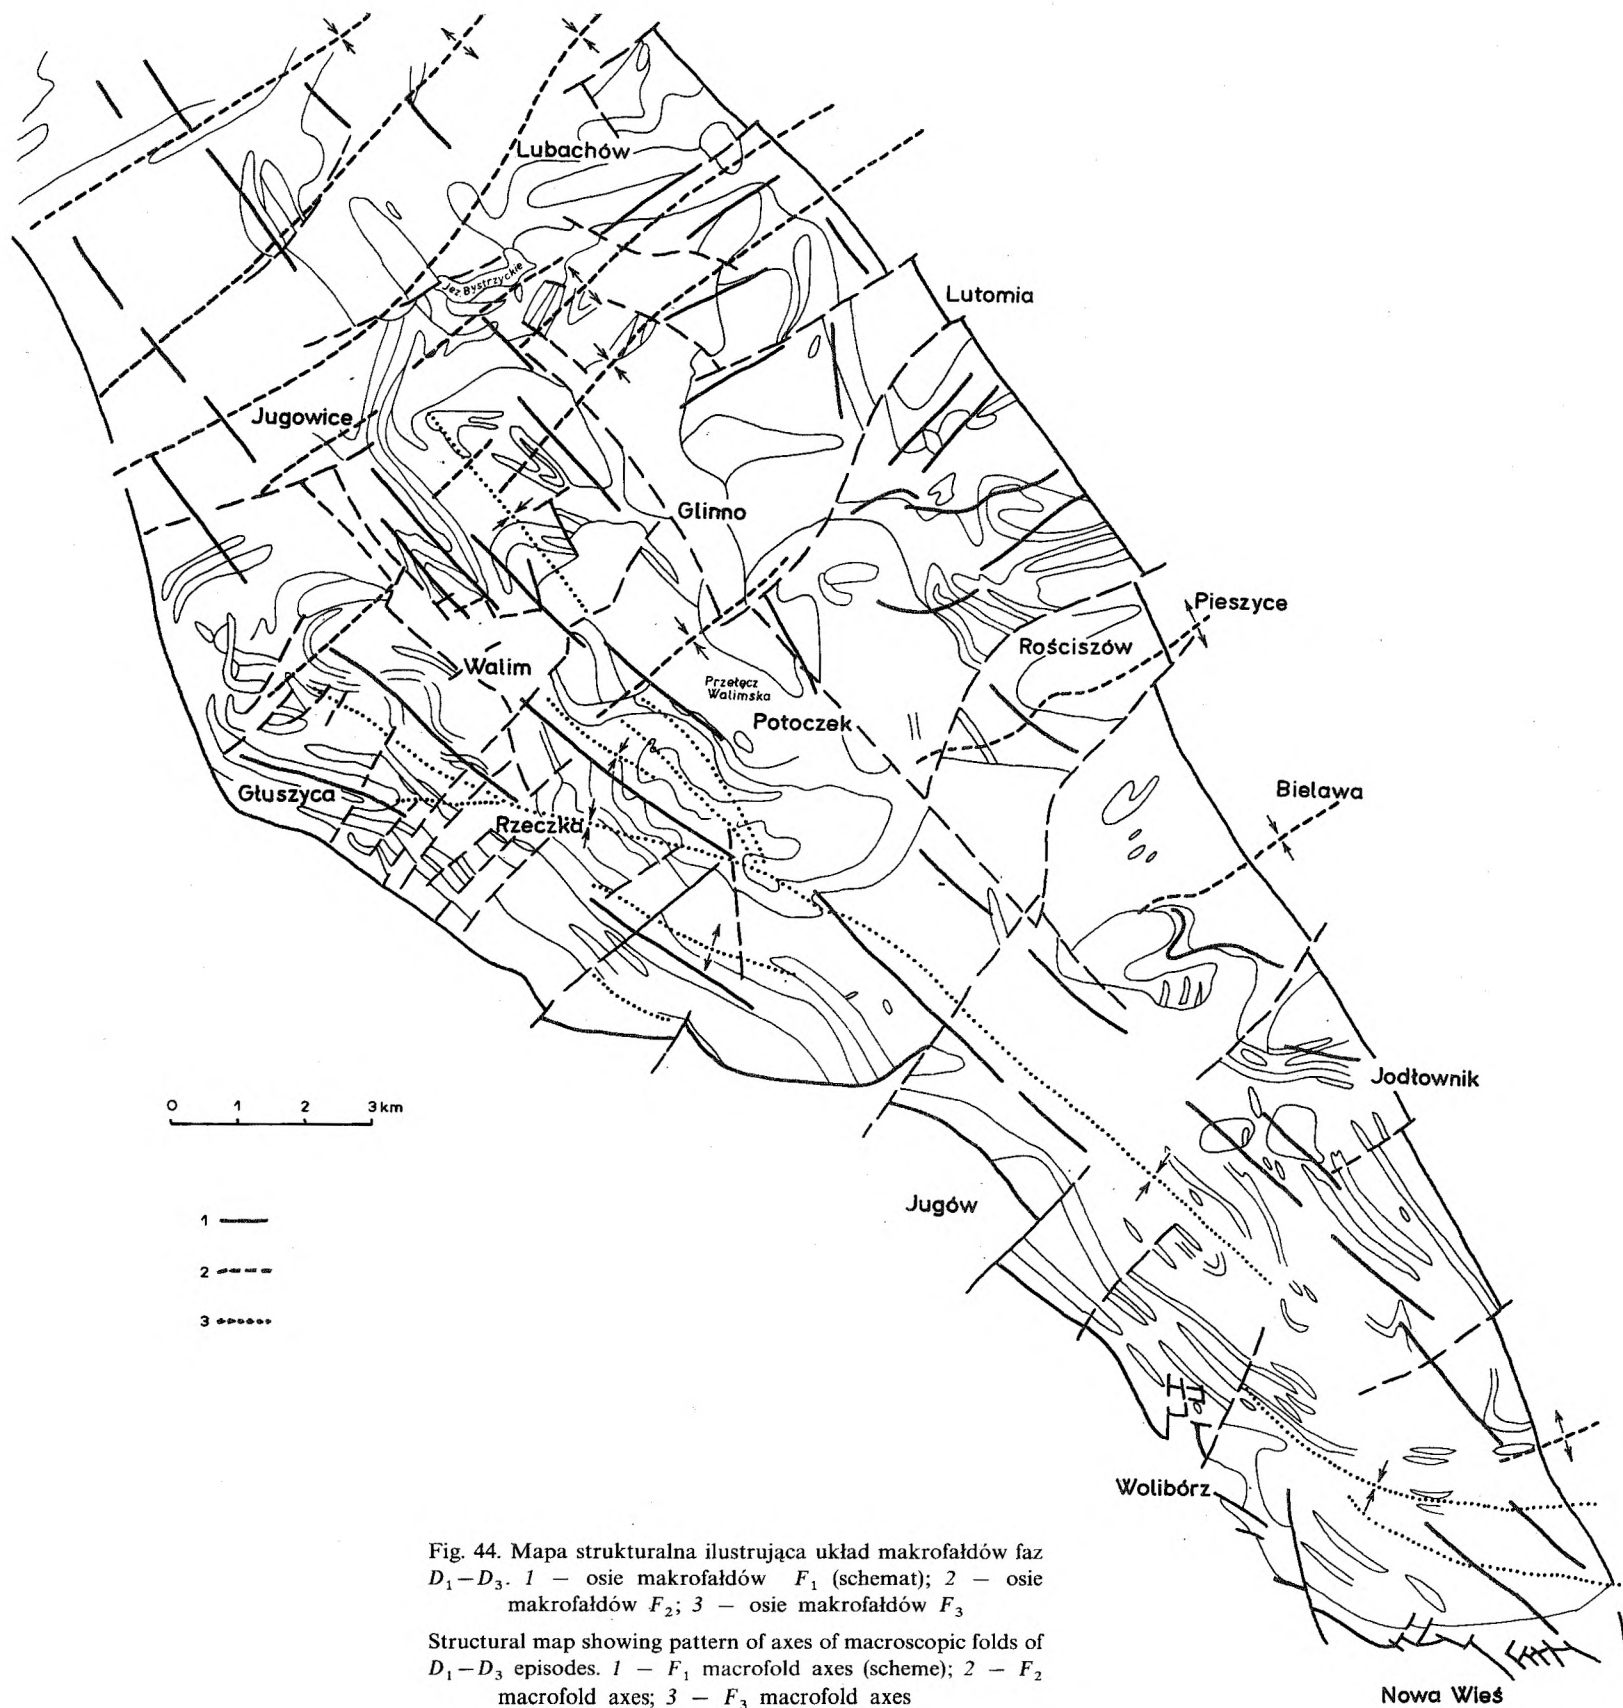 Lubachów
Jez Bystrzyckie
Lutomia
Jugowice
Glinno
Pieszyce
Rościszów
Walim
Przełęcz
Walimska
Potoczek
Głuszyca
Bielawa
Rzeczka
Jodłownik
0 1 2 3 km
Jugów
1
2
3
Wolibórz
Fig. 44. Mapa strukturalna ilustrująca układ makrofałdów faz
D₁—D₃. 1 — osie makrofałdów F₁ (schemat); 2 — osie
makrofałdów F₂; 3 — osie makrofałdów F₃
Structural map showing pattern of axes of macroscopic folds of
D₁—D₃ episodes. 1 — F₁ macrofold axes (scheme); 2 — F₂
macrofold axes; 3 — F₃ macrofold axes
Nowa Wieś